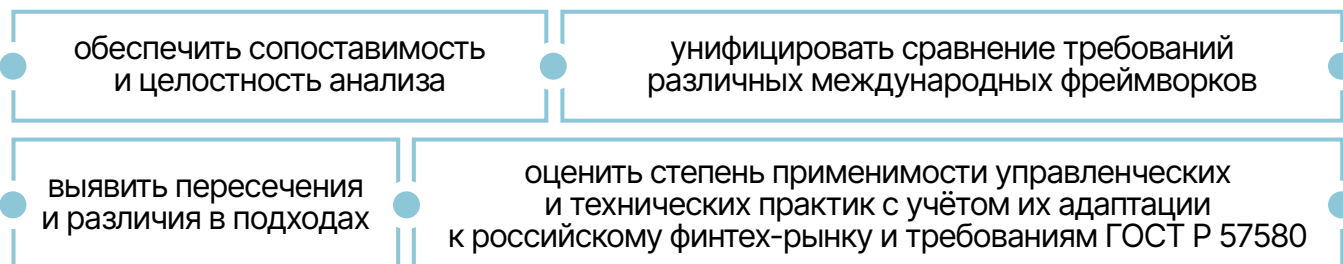 обеспечить сопоставимость
и целостность анализа
унифицировать сравнение требований
различных международных фреймворков
выявить пересечения
и различия в подходах
оценить степень применимости управленческих
и технических практик с учётом их адаптации
к российскому финтех-рынку и требованиям ГОСТ Р 57580